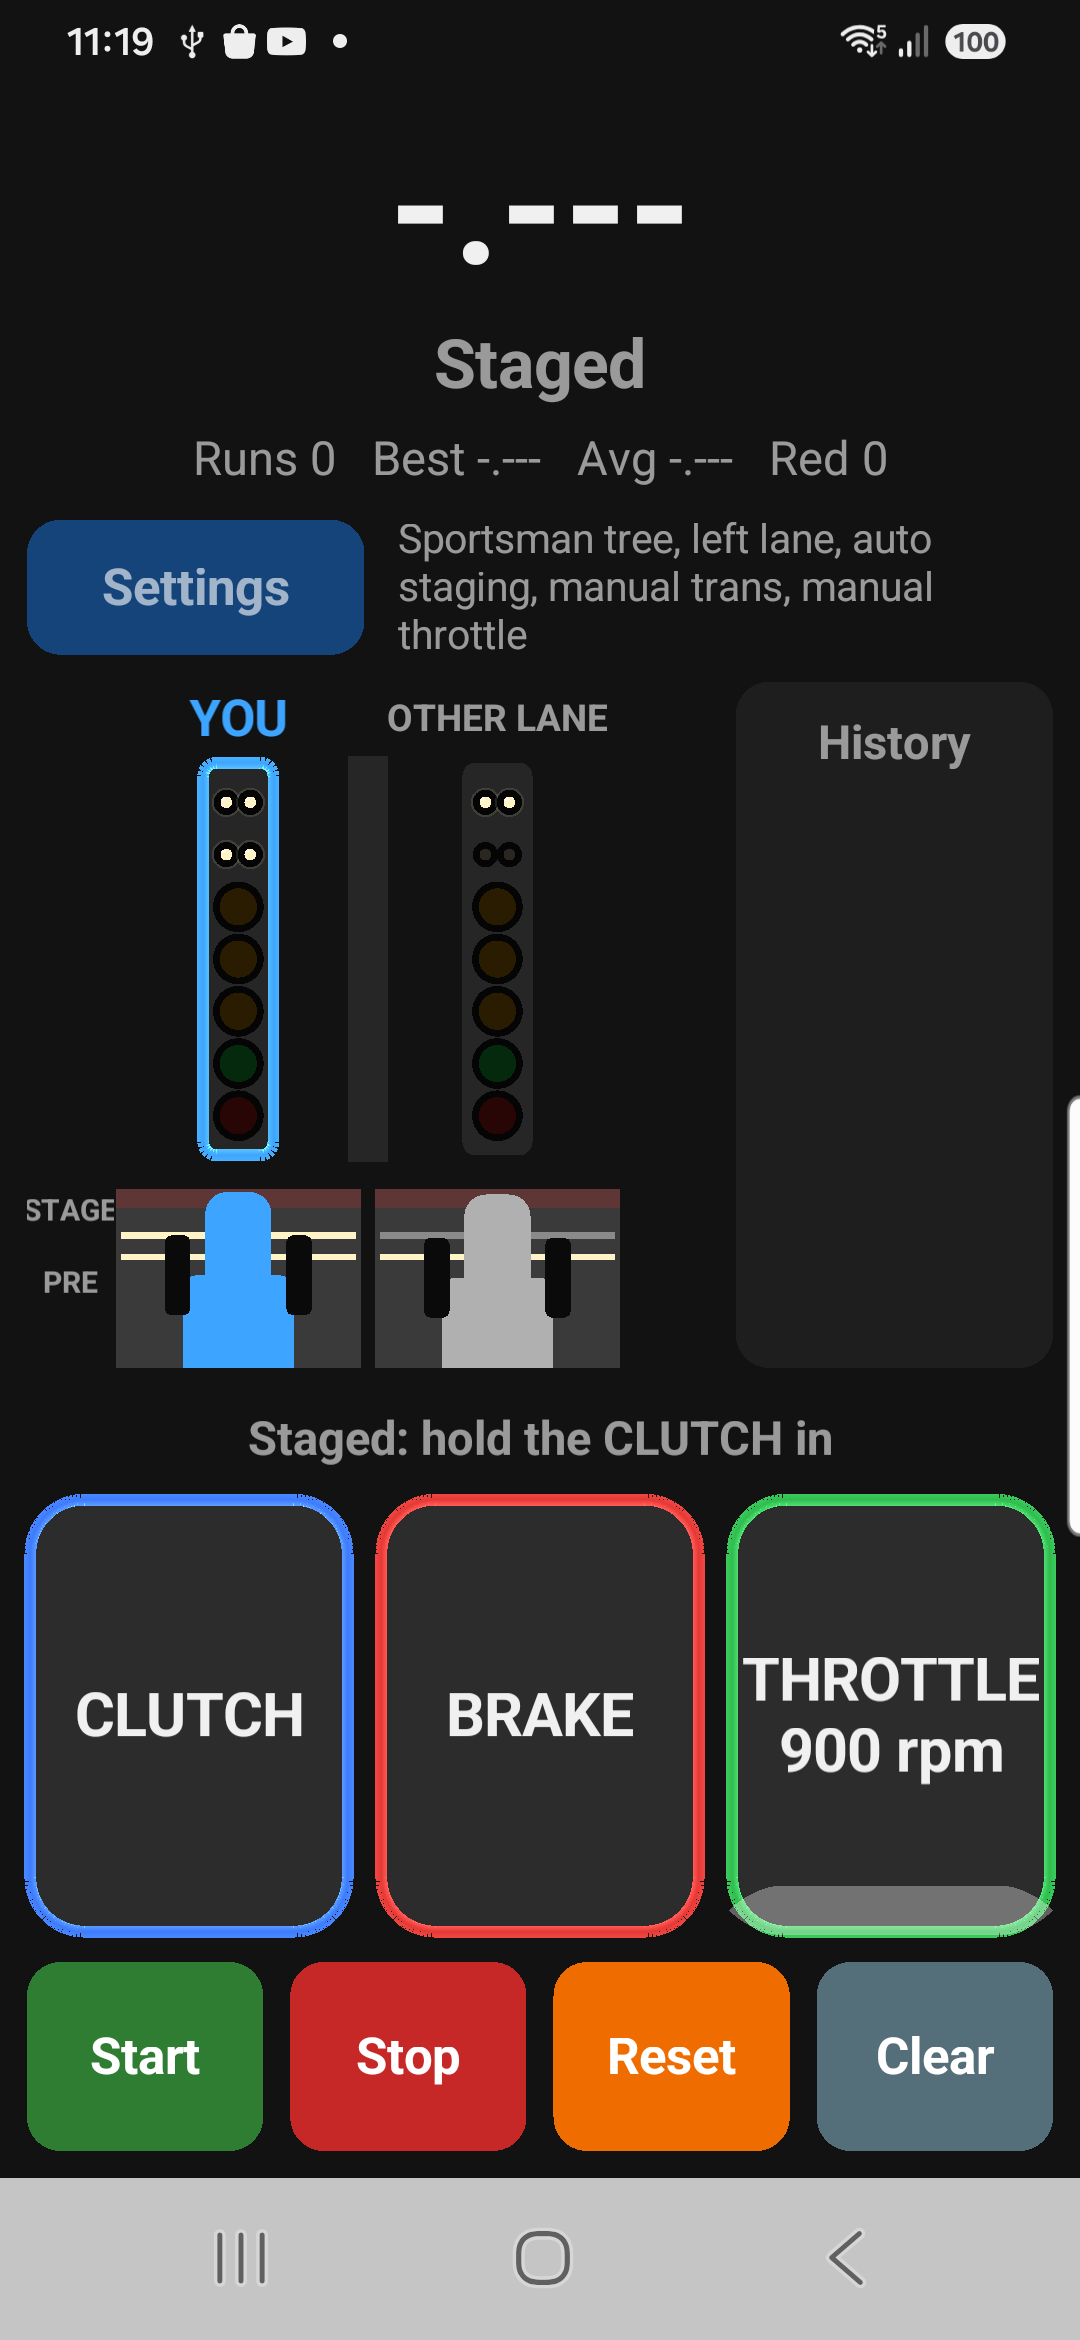 11:19
5
100
-.---
Staged
Runs 0 Best -.--- Avg -.--- Red 0
Settings
Sportsman tree, left lane, auto
staging, manual trans, manual
throttle
YOU
OTHER LANE
History
STAGE
PRE
Staged: hold the CLUTCH in
CLUTCH
BRAKE
THROTTLE
900 rpm
Start
Stop
Reset
Clear